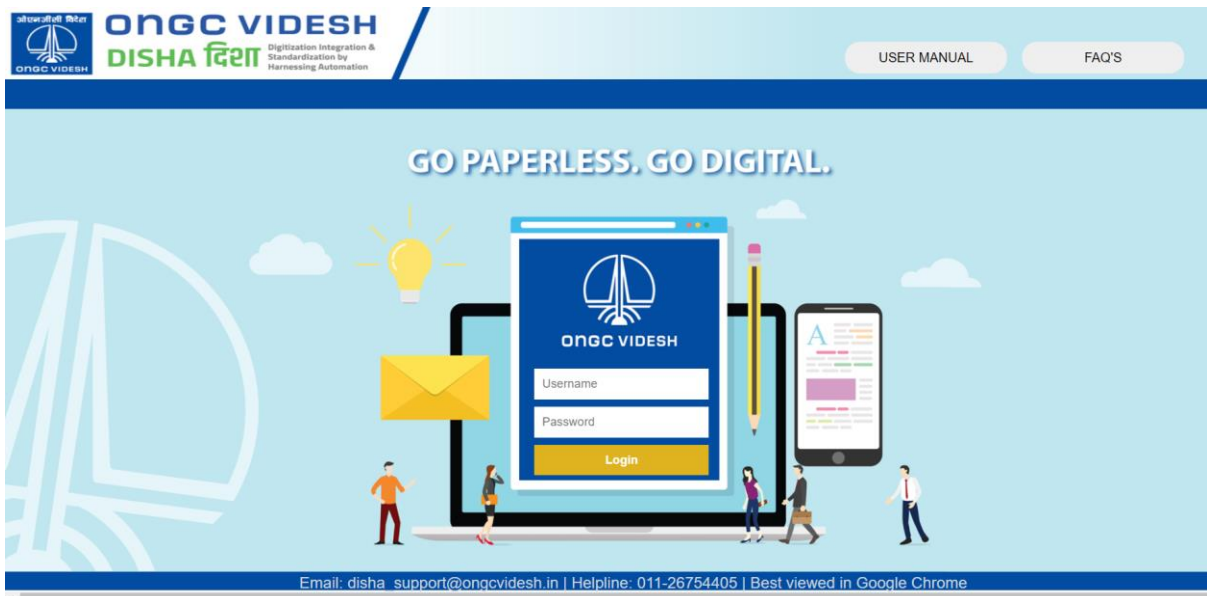 ओएनजीसी विदेश
ONGC VIDESH
ONGC VIDESH
DISHA दिशा
Digitization Integration &
Standardization by
Harnessing Automation
USER MANUAL
FAQ'S
GO PAPERLESS. GO DIGITAL.
ONGC VIDESH
Username
Password
Login
A
Email: disha_support@ongcvidesh.in | Helpline: 011-26754405 | Best viewed in Google Chrome